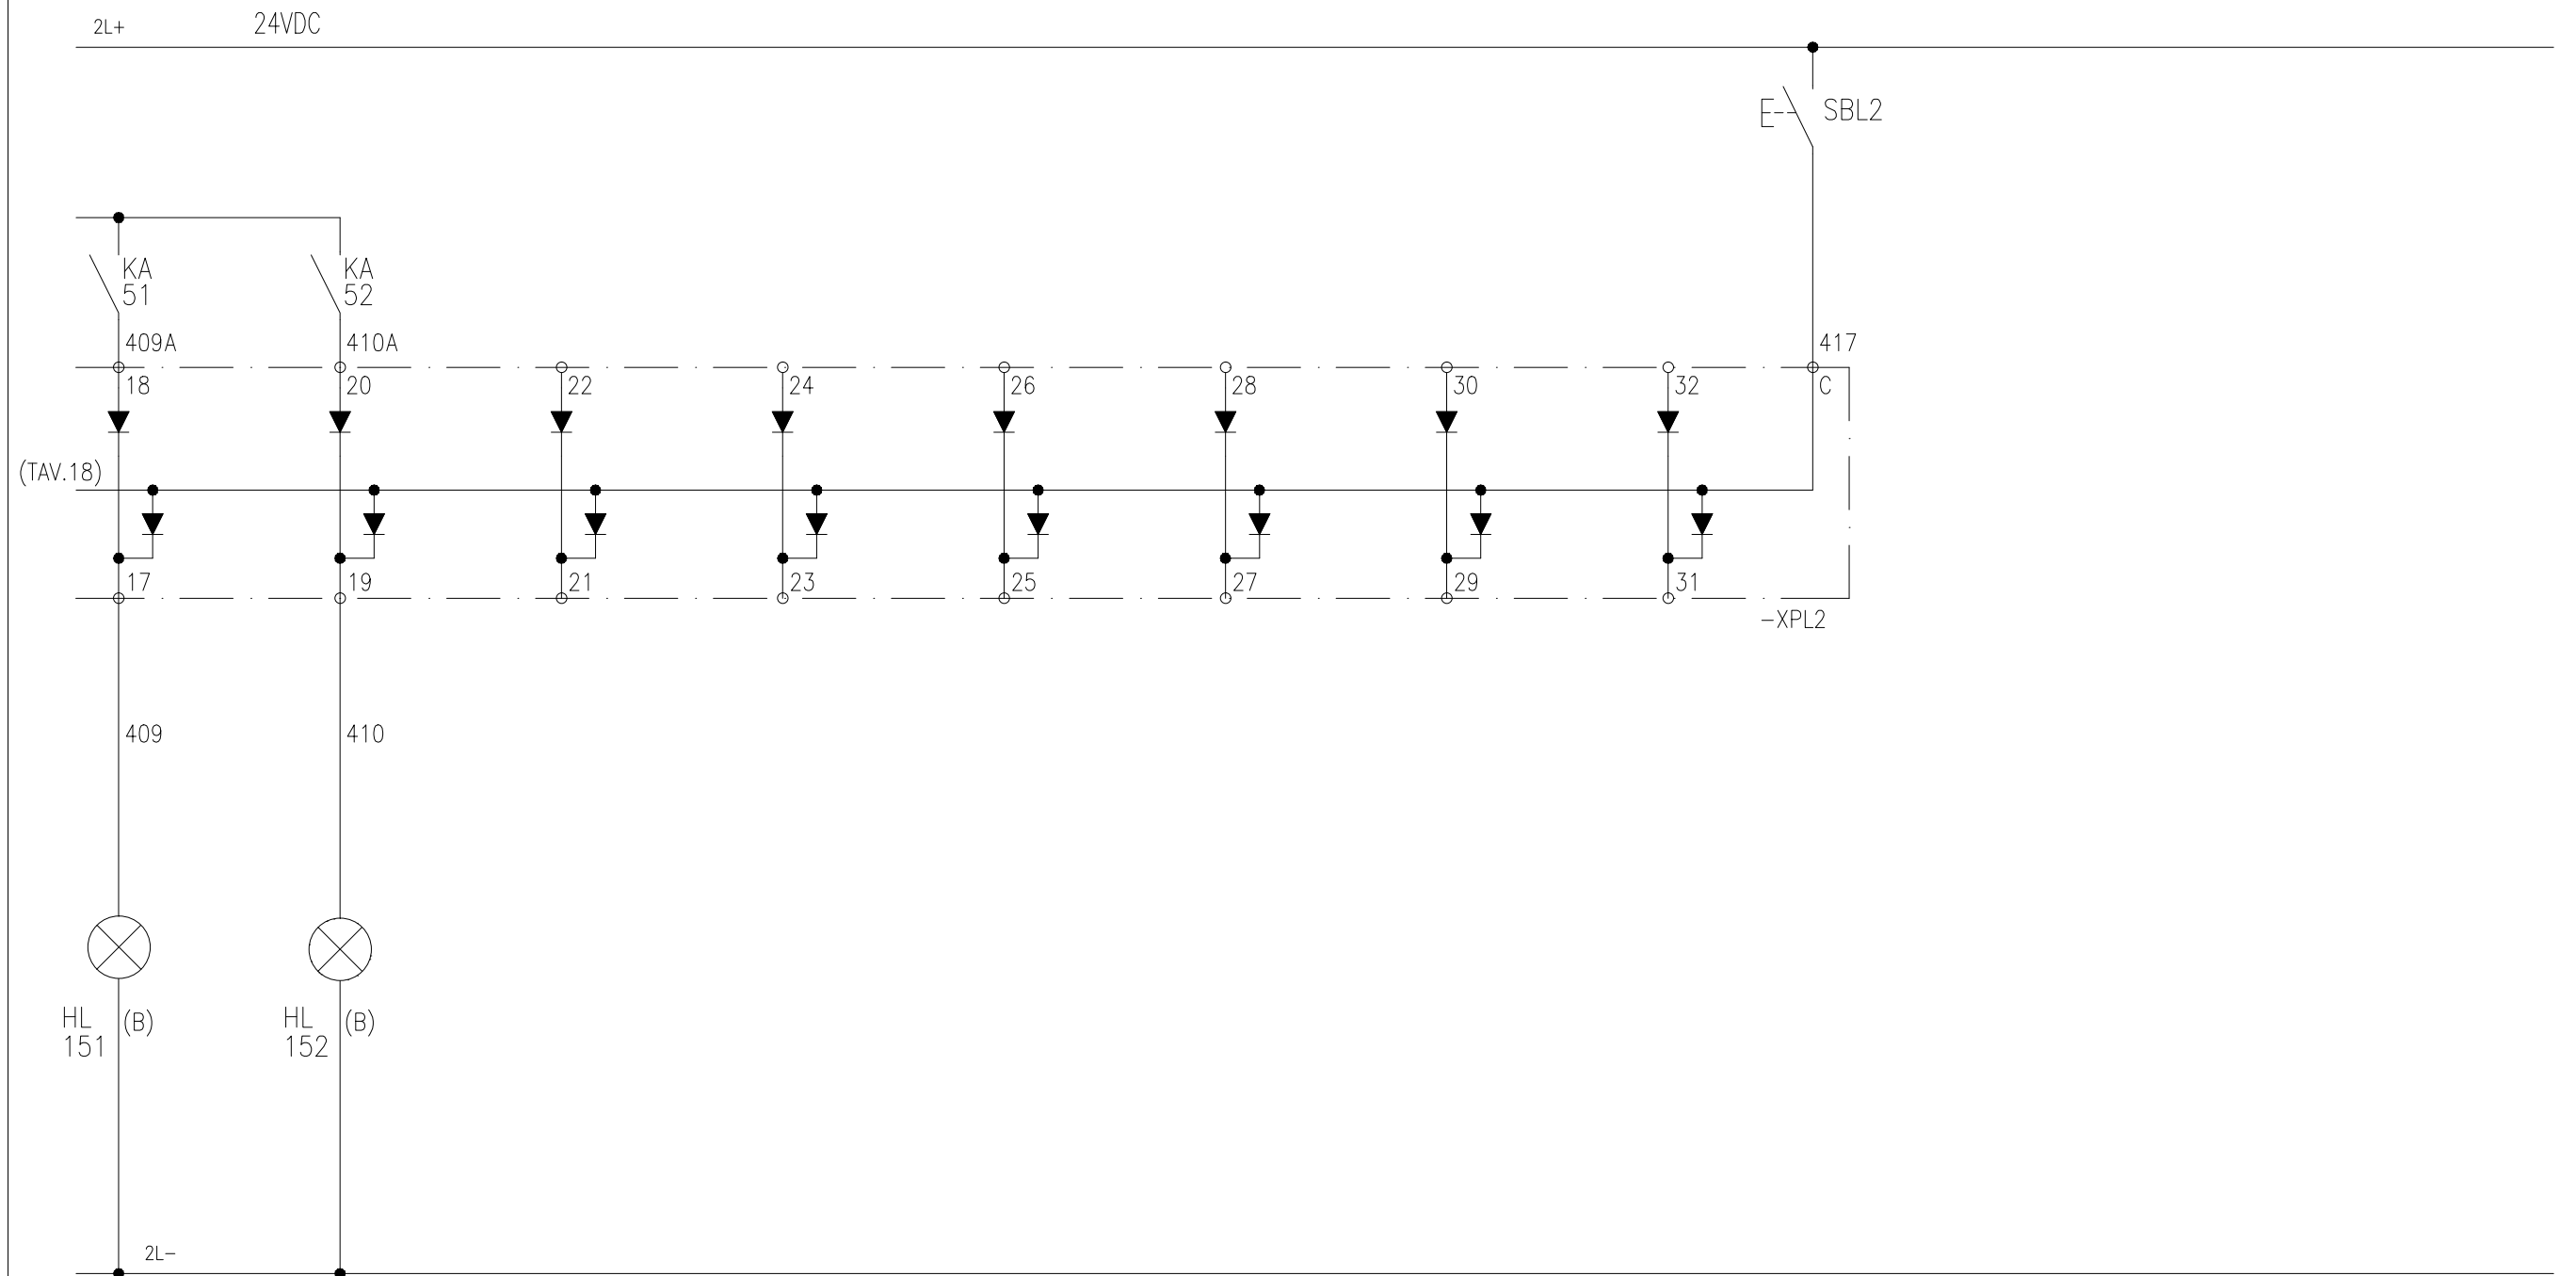 2L+ 24VDC
E-- SBL2
KA
51
KA
52
409A 410A 417
18 20 22 24 26 28 30 32 C
(TAV.18)
17 19 21 23 25 27 29 31
-XPL2
409 410
HL
151
(B)
HL
152
(B)
2L-